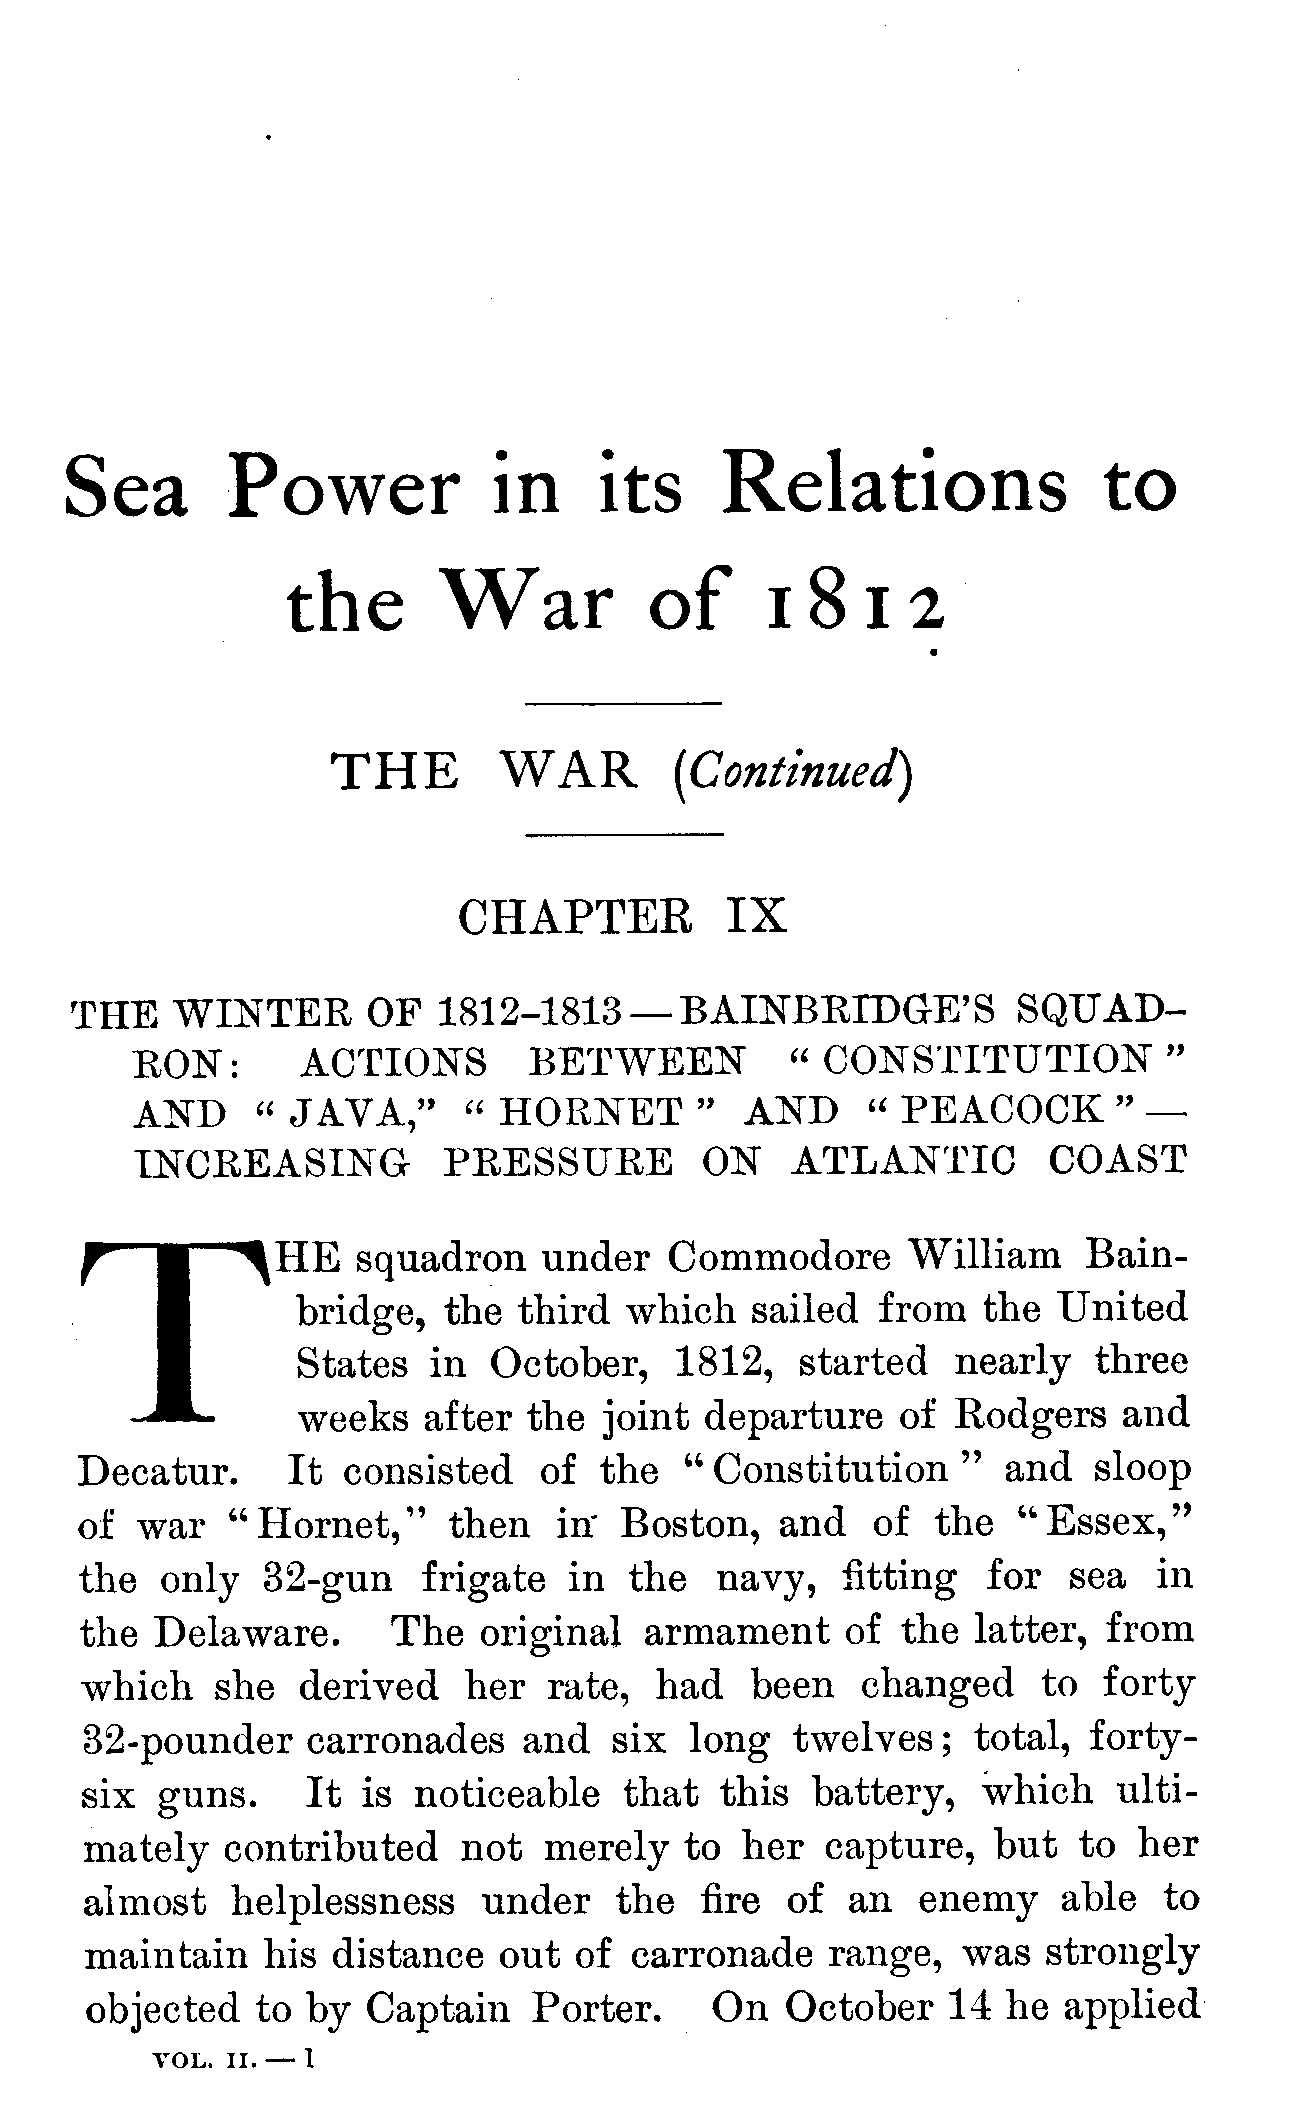 Sea Power in its Relations to
the War of 1812
THE WAR (Continued)
CHAPTER IX
THE WINTER OF 1812–1813 — BAINBRIDGE'S SQUAD-
RON: ACTIONS BETWEEN "CONSTITUTION"
AND "JAVA," "HORNET" AND "PEACOCK" —
INCREASING PRESSURE ON ATLANTIC COAST
THE squadron under Commodore William Bain-
bridge, the third which sailed from the United
States in October, 1812, started nearly three
weeks after the joint departure of Rodgers and
Decatur. It consisted of the "Constitution" and sloop
of war "Hornet," then in Boston, and of the "Essex,"
the only 32-gun frigate in the navy, fitting for sea in
the Delaware. The original armament of the latter, from
which she derived her rate, had been changed to forty
32-pounder carronades and six long twelves; total, forty-
six guns. It is noticeable that this battery, which ulti-
mately contributed not merely to her capture, but to her
almost helplessness under the fire of an enemy able to
maintain his distance out of carronade range, was strongly
objected to by Captain Porter. On October 14 he applied
VOL. II. — 1